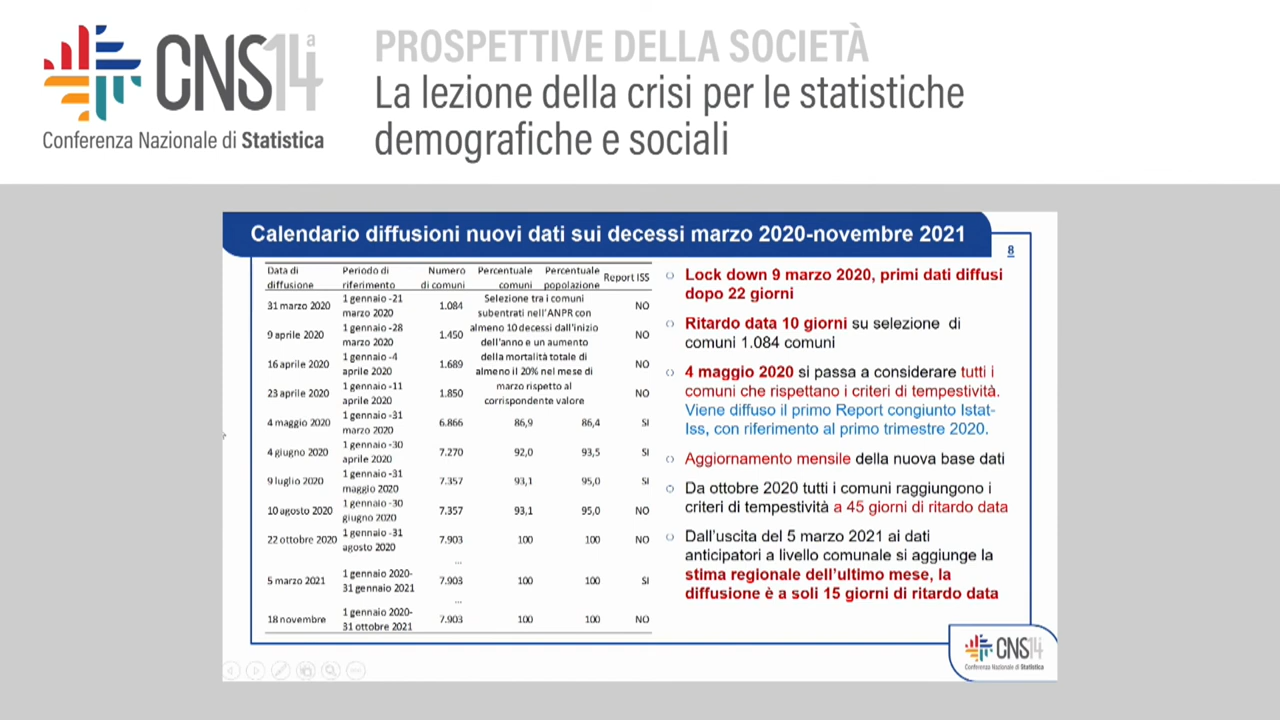 CNS14a
Conferenza Nazionale di Statistica
PROSPETTIVE DELLA SOCIETÀ
La lezione della crisi per le statistiche
demografiche e sociali
Calendario diffusioni nuovi dati sui decessi marzo 2020-novembre 2021
8
Data di diffusione Periodo di riferimento Numero di comuni Percentuale comuni Percentuale popolazione Report ISS
31 marzo 2020 1 gennaio -21 marzo 2020 1.084 NO
9 aprile 2020 1 gennaio -28 marzo 2020 1.450 NO
16 aprile 2020 1 gennaio -4 aprile 2020 1.689 NO
23 aprile 2020 1 gennaio -11 aprile 2020 1.850 NO
Selezione tra i comuni
subentrati nell'ANPR con
almeno 10 decessi dall'inizio
dell'anno e un aumento
della mortalità totale di
almeno il 20% nel mese di
marzo rispetto al
corrispondente valore
4 maggio 2020 1 gennaio -31 marzo 2020 6.866 86,9 86,4 SI
4 giugno 2020 1 gennaio -30 aprile 2020 7.270 92,0 93,5 SI
9 luglio 2020 1 gennaio -31 maggio 2020 7.357 93,1 95,0 SI
10 agosto 2020 1 gennaio -30 giugno 2020 7.357 93,1 95,0 NO
22 ottobre 2020 1 gennaio -31 agosto 2020 7.903 100 100 NO
...
5 marzo 2021 1 gennaio 2020- 31 gennaio 2021 7.903 100 100 SI
...
18 novembre 1 gennaio 2020- 31 ottobre 2021 7.903 100 100 NO
Lock down 9 marzo 2020, primi dati diffusi
dopo 22 giorni
Ritardo data 10 giorni su selezione di
comuni 1.084 comuni
4 maggio 2020 si passa a considerare tutti i
comuni che rispettano i criteri di tempestività.
Viene diffuso il primo Report congiunto Istat-
Iss, con riferimento al primo trimestre 2020.
Aggiornamento mensile della nuova base dati
Da ottobre 2020 tutti i comuni raggiungono i
criteri di tempestività a 45 giorni di ritardo data
Dall'uscita del 5 marzo 2021 ai dati
anticipatori a livello comunale si aggiunge la
stima regionale dell'ultimo mese, la
diffusione è a soli 15 giorni di ritardo data
CNS14
Conferenza Nazionale di Statistica